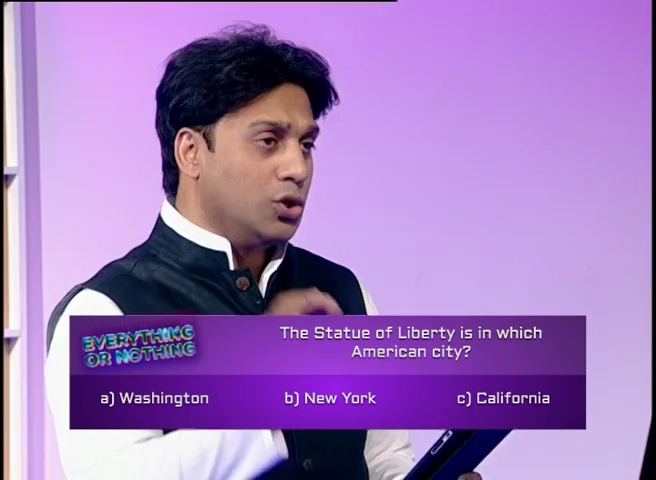 EVERYTHING
OR NOTHING
The Statue of Liberty is in which
American city?
a) Washington
b) New York
c) California